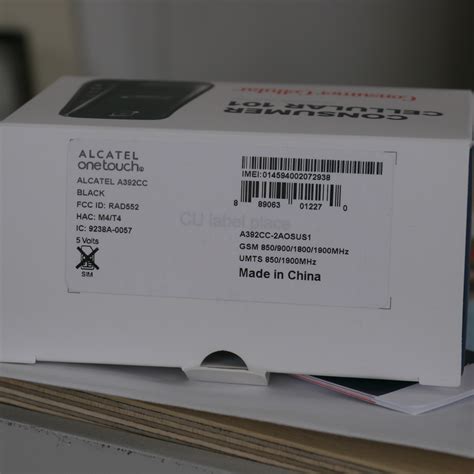 Consumer Cellular
CONSUMER
CELLULAR 101
ALCATEL
onetouch.
ALCATEL A392CC
BLACK
FCC ID: RAD552
HAC: M4/T4
IC: 9238A-0057
5 Volts
SIM
CU label place
IMEI:014594002072938
8 89063 01227 0
A392CC-2AOSUS1
GSM 850/900/1800/1900MHz
UMTS 850/1900MHz
Made in China